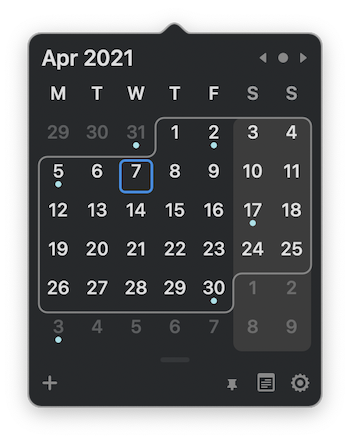 Apr 2021
M T W T F S S
29 30 31 1 2 3 4
5 6 7 8 9 10 11
12 13 14 15 16 17 18
19 20 21 22 23 24 25
26 27 28 29 30 1 2
3 4 5 6 7 8 9